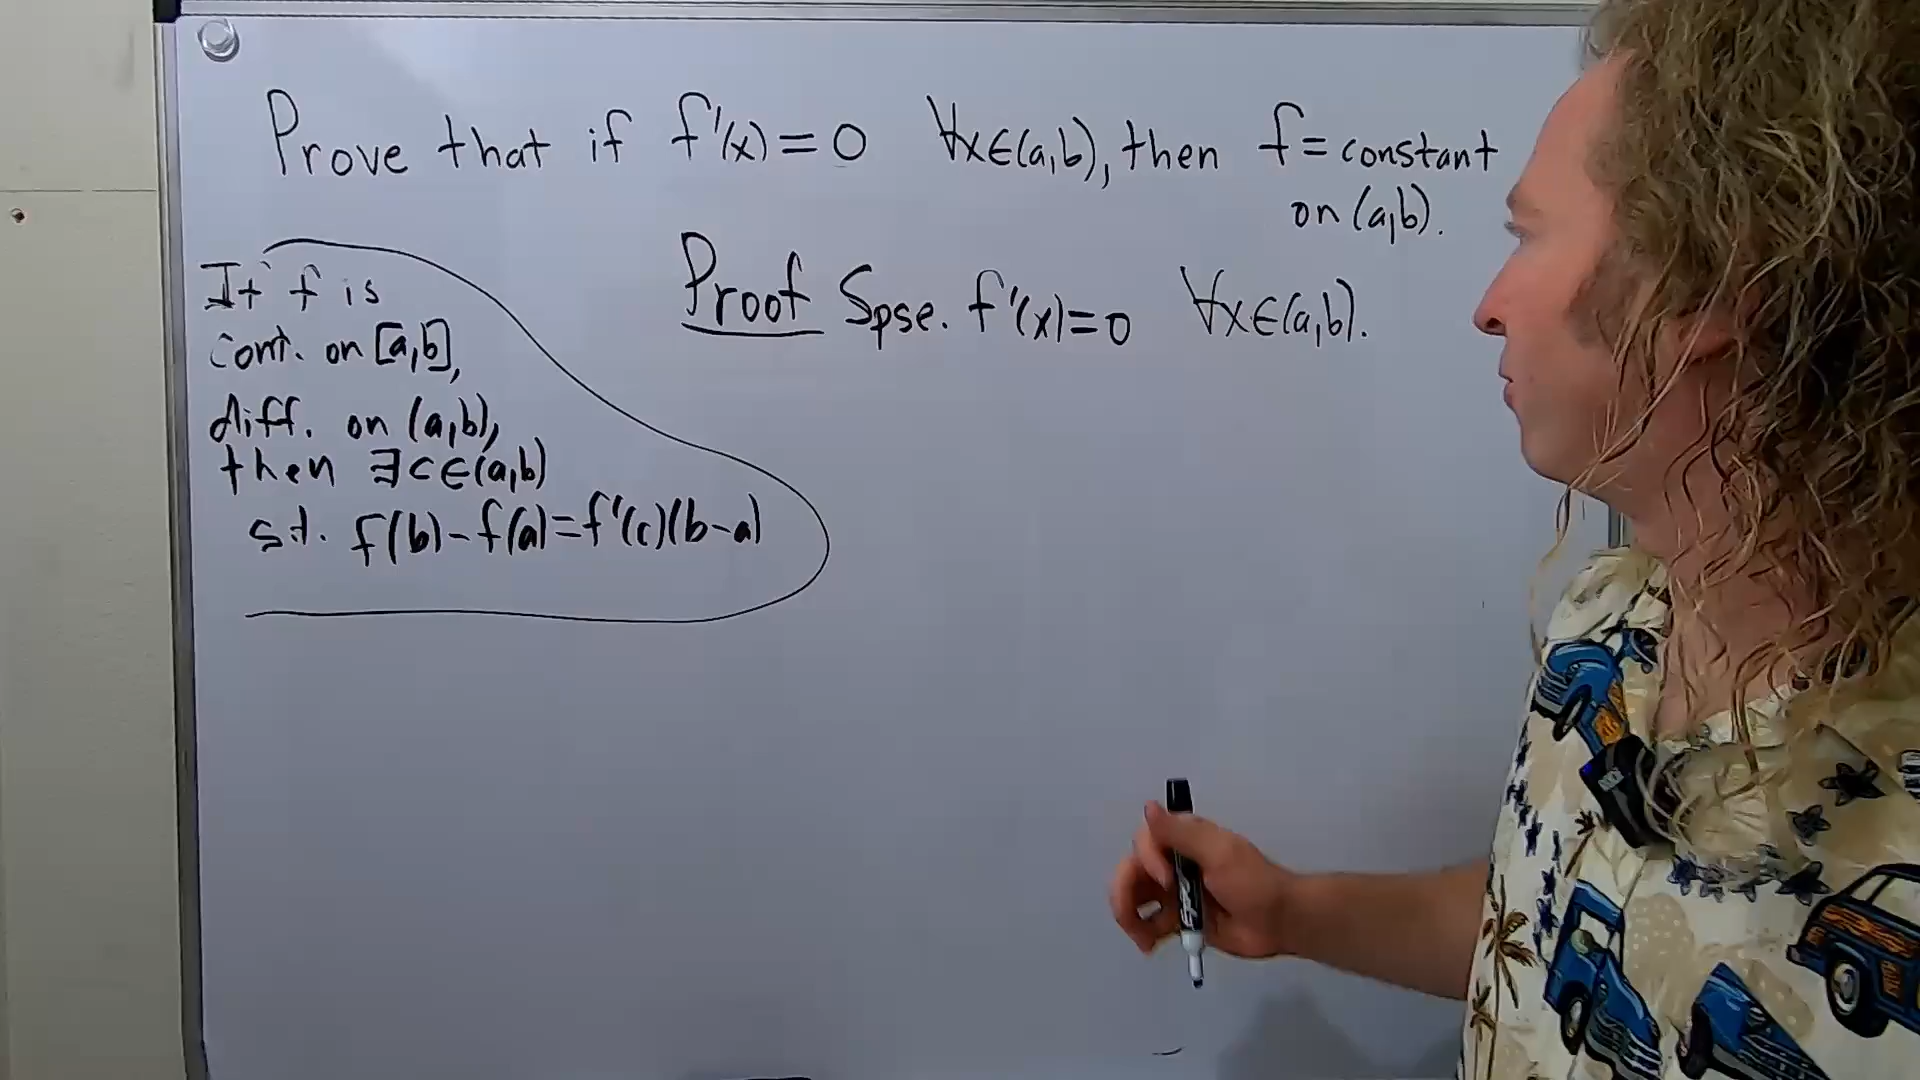 Prove that if f'(x) = 0 ∀x∈(a,b), then f = constant
on (a,b).
Proof Spse. f'(x)=0 ∀x∈(a,b).
If f is
cont. on [a,b],
diff. on (a,b),
then ∃c∈(a,b)
s.t. f(b)-f(a)=f'(c)(b-a)